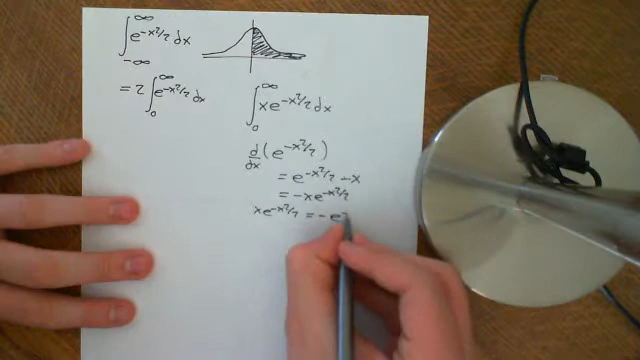 ∫_{-∞}^{∞} e^{-x²/2} dx
= 2 ∫_0^∞ e^{-x²/2} dx
∫_0^∞ xe^{-x²/2} dx
d/dx (e^{-x²/2})
= e^{-x²/2} · -x
= -xe^{-x²/2}
xe^{-x²/2} = -e